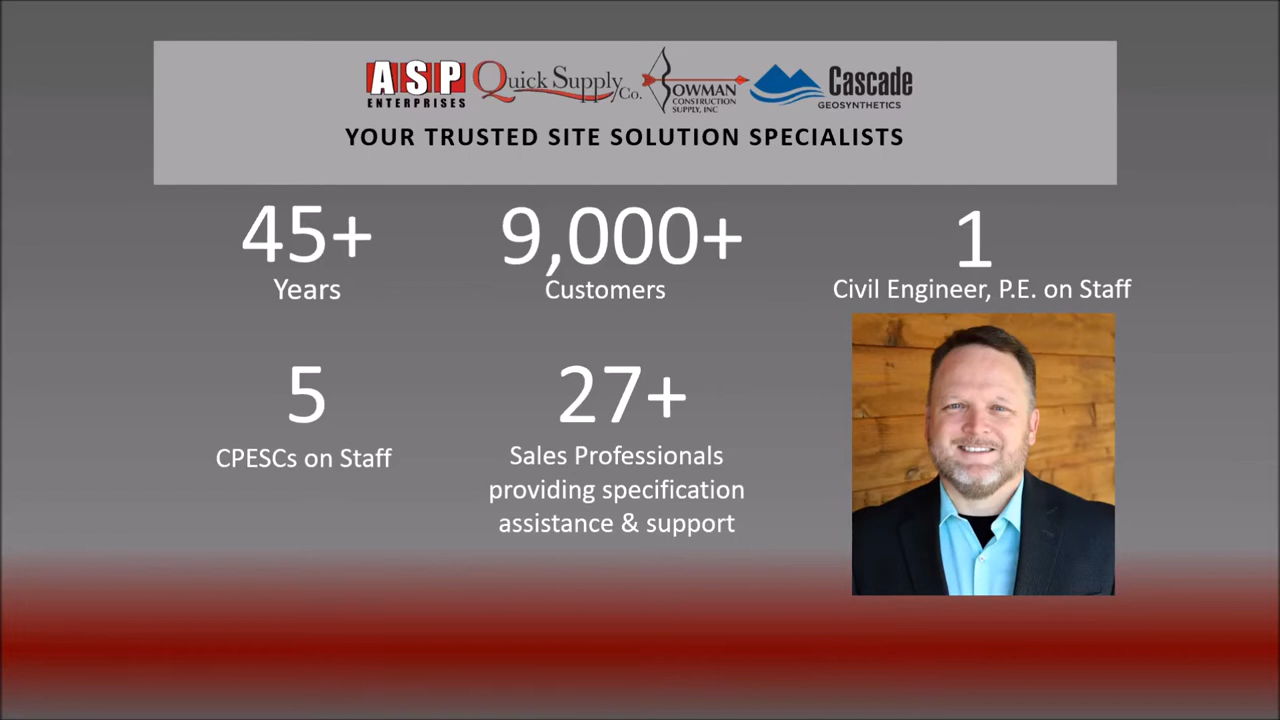 ASP
ENTERPRISES
Quick Supply Co.
BOWMAN
CONSTRUCTION
SUPPLY, INC
Cascade
GEOSYNTHETICS
YOUR TRUSTED SITE SOLUTION SPECIALISTS
45+
Years
9,000+
Customers
1
Civil Engineer, P.E. on Staff
5
CPESCs on Staff
27+
Sales Professionals
providing specification
assistance & support